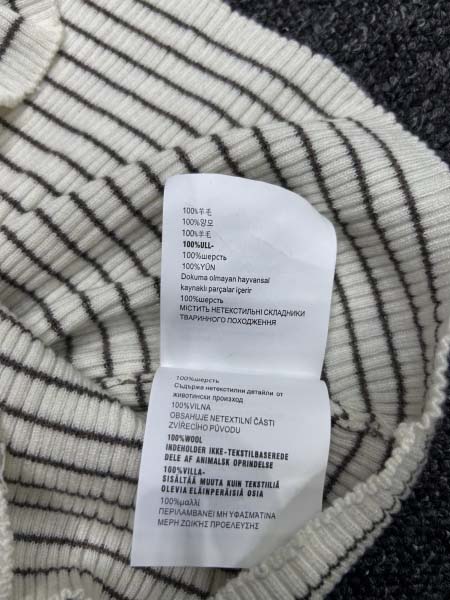 100%羊毛
100%양모
100%羊毛
100%ULL-
100%шерсть
100%YÜN
Dokuma olmayan hayvansal
kaynaklı parçalar içerir
100%шерсть
МІСТИТЬ НЕТЕКСТИЛЬНІ СКЛАДНИКИ
ТВАРИННОГО ПОХОДЖЕННЯ
100%шерсть
Съдържа нетекстилни детайли от
животински произход
100%VILNA
OBSAHUJE NETEXTILNÍ ČÁSTI
ZVÍŘECÍHO PŮVODU
100%WOOL
INDEHOLDER IKKE-TEKSTILBASEREDE
DELE AF ANIMALSK OPRINDELSE
100%VILLA-
SISÄLTÄÄ MUUTA KUIN TEKSTIILIÄ
OLEVIA ELÄINPERÄISIÄ OSIA
100%μαλλί
ΠΕΡΙΛΑΜΒΑΝΕΙ ΜΗ ΥΦΑΣΜΑΤΙΝΑ
ΜΕΡΗ ΖΩΙΚΗΣ ΠΡΟΕΛΕΥΣΗΣ